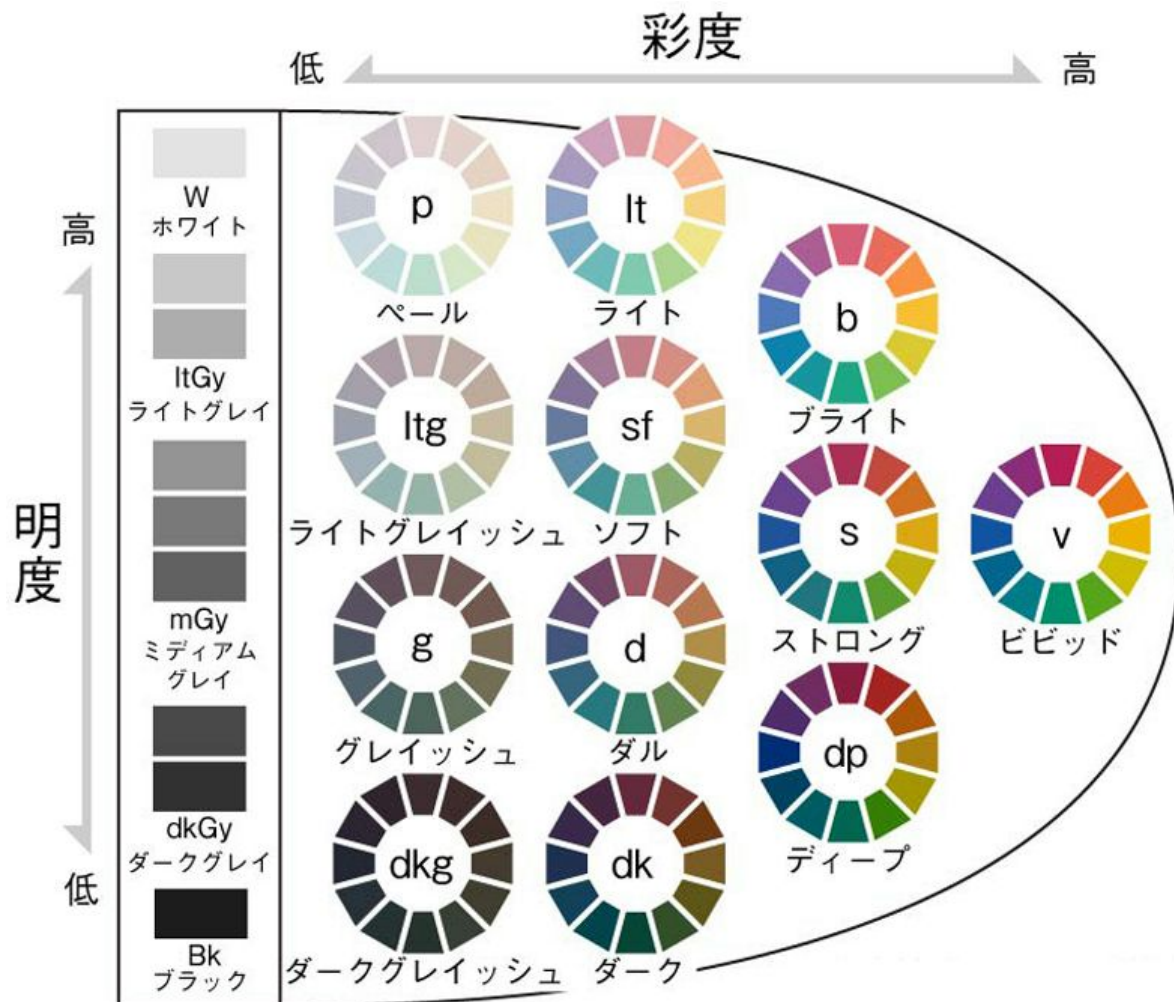 彩度
低
高
明度
高
低
W
ホワイト
ltGy
ライトグレイ
mGy
ミディアム
グレイ
dkGy
ダークグレイ
Bk
ブラック
p
ペール
lt
ライト
b
ブライト
ltg
ライトグレイッシュ
sf
ソフト
s
ストロング
v
ビビッド
g
グレイッシュ
d
ダル
dp
ディープ
dkg
ダークグレイッシュ
dk
ダーク